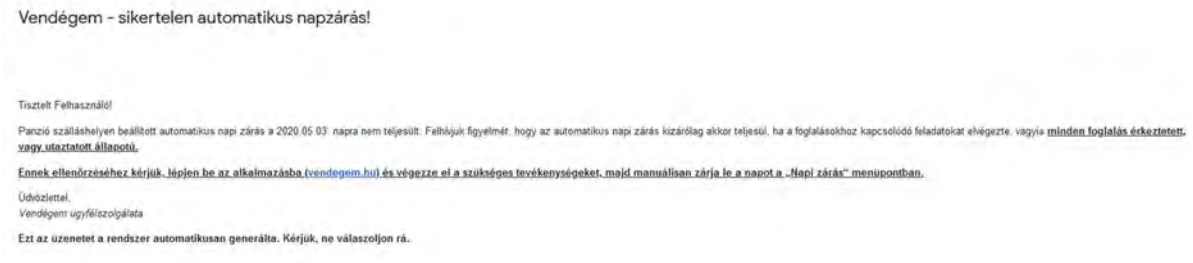 Vendégem - sikertelen automatikus napzárás!
Tisztelt Felhasználó!
Panzió szálláshelyen beállított automatikus napi zárás a 2020.05.03. napra nem teljesült. Felhívjuk figyelmét, hogy az automatikus napi zárás kizárólag akkor teljesül, ha a foglalásokhoz kapcsolódó feladatokat elvégezte, vagyis minden foglalás érkeztetett,
vagy utaztatott állapotú.
Ennek ellenőrzéséhez kérjük, lépjen be az alkalmazásba (vendegem.hu) és végezze el a szükséges tevékenységeket, majd manuálisan zárja le a napot a „Napi zárás” menüpontban.
Üdvözlettel,
Vendégem ügyfélszolgálata
Ezt az üzenetet a rendszer automatikusan generálta. Kérjük, ne válaszoljon rá.